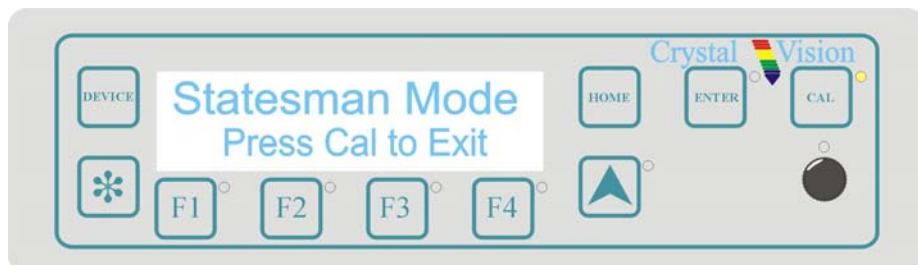 Crystal Vision
DEVICE
Statesman Mode
HOME
ENTER
CAL
Press Cal to Exit
F1
F2
F3
F4